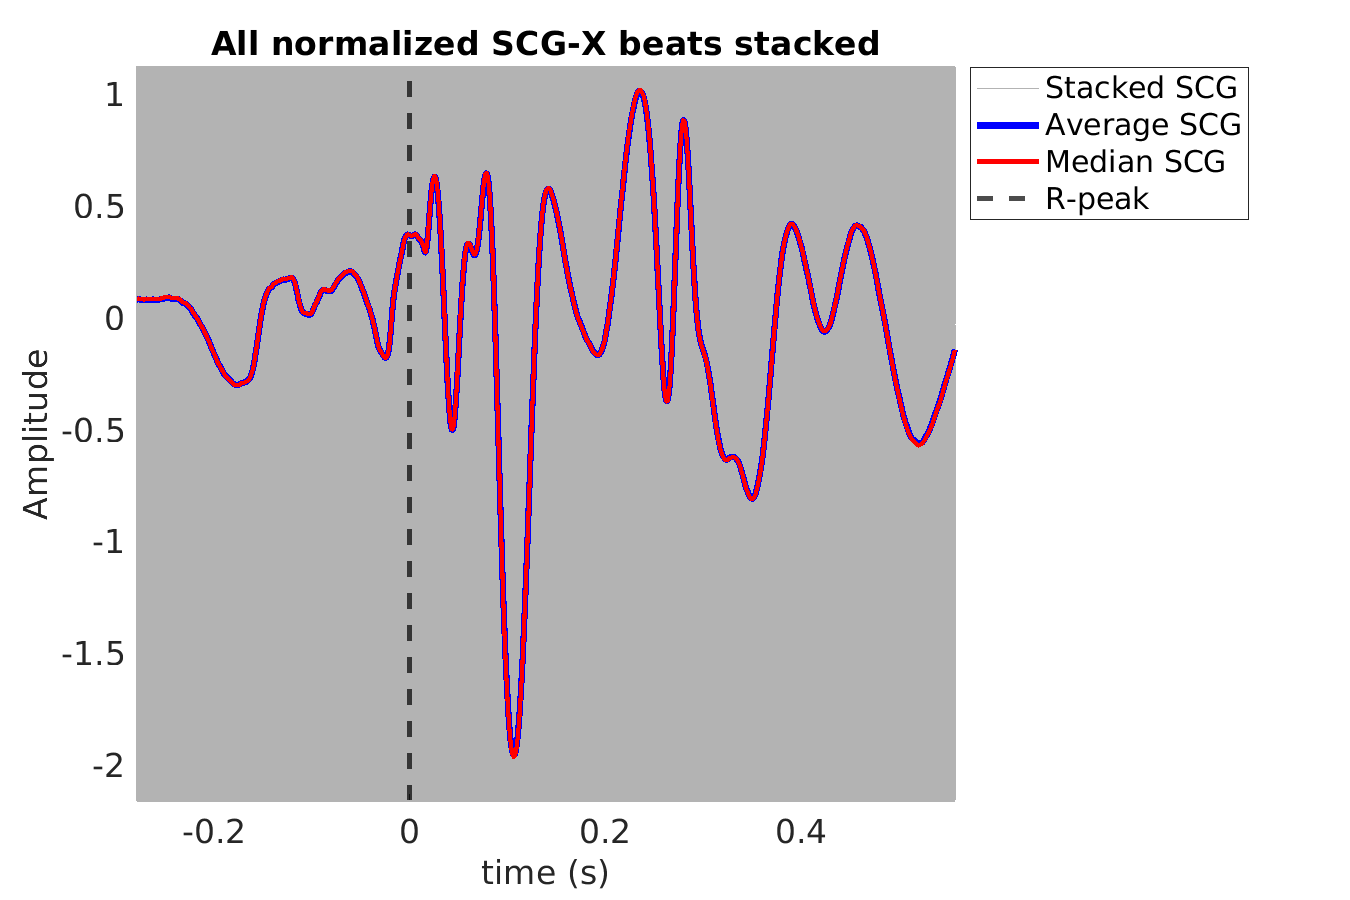 All normalized SCG-X beats stacked
Stacked SCG
Average SCG
Median SCG
R-peak
1
0.5
0
-0.5
-1
-1.5
-2
Amplitude
-0.2
0
0.2
0.4
time (s)